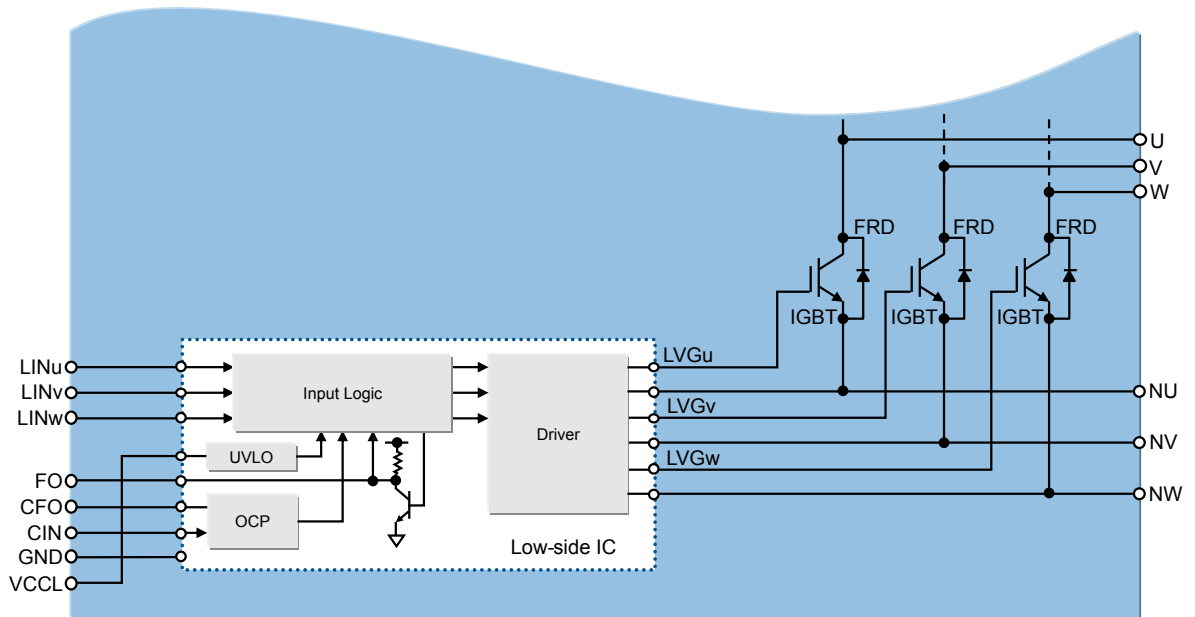 U
V
W
FRD FRD FRD
IGBT IGBT IGBT
LINu
LINv
LINw
FO
CFO
CIN
GND
VCCL
Input Logic
UVLO
OCP
Driver
Low-side IC
LVGu
LVGv
LVGw
NU
NV
NW